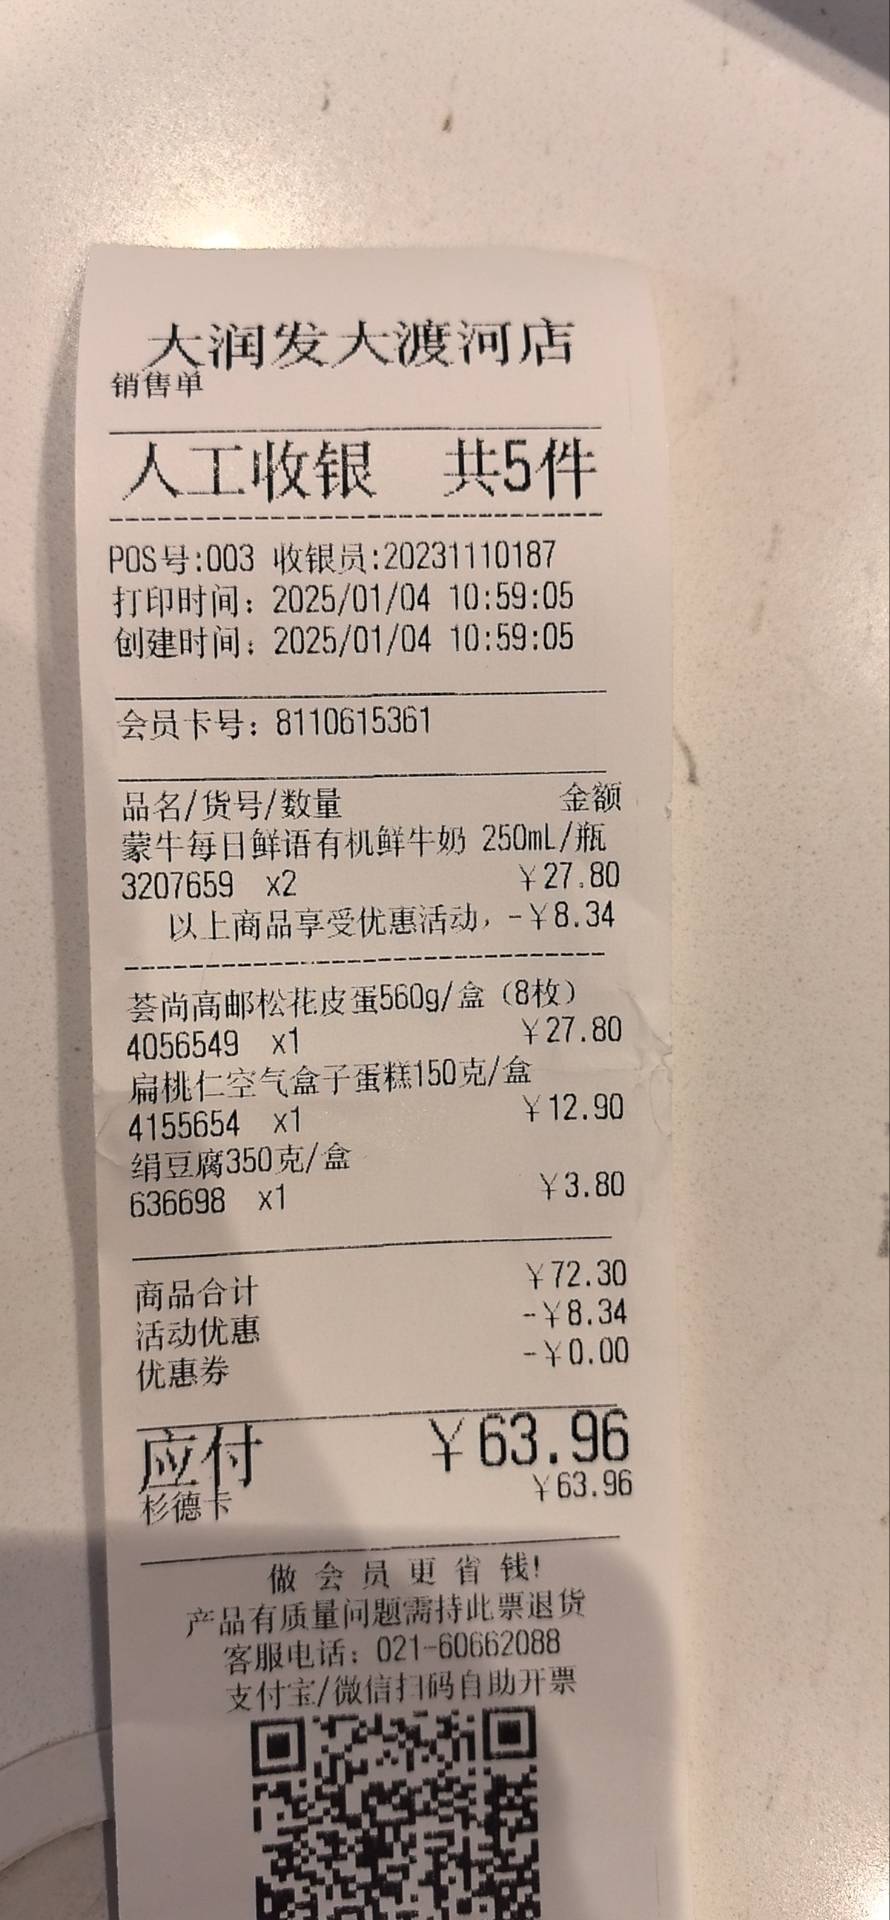 大润发大渡河店
销售单
人工收银 共5件
POS号:003 收银员:20231110187
打印时间: 2025/01/04 10:59:05
创建时间: 2025/01/04 10:59:05
会员卡号: 8110615361
品名/货号/数量 金额
蒙牛每日鲜语有机鲜牛奶 250mL/瓶
3207659 x2 ¥27.80
以上商品享受优惠活动, -¥8.34
荟尚高邮松花皮蛋560g/盒（8枚）
4056549 x1 ¥27.80
扁桃仁空气盒子蛋糕150克/盒
4155654 x1 ¥12.90
绢豆腐350克/盒
636698 x1 ¥3.80
商品合计 ¥72.30
活动优惠 -¥8.34
优惠券 -¥0.00
应付 ¥63.96
杉德卡 ¥63.96
做会员更省钱!
产品有质量问题需持此票退货
客服电话: 021-60662088
支付宝/微信扫码自助开票